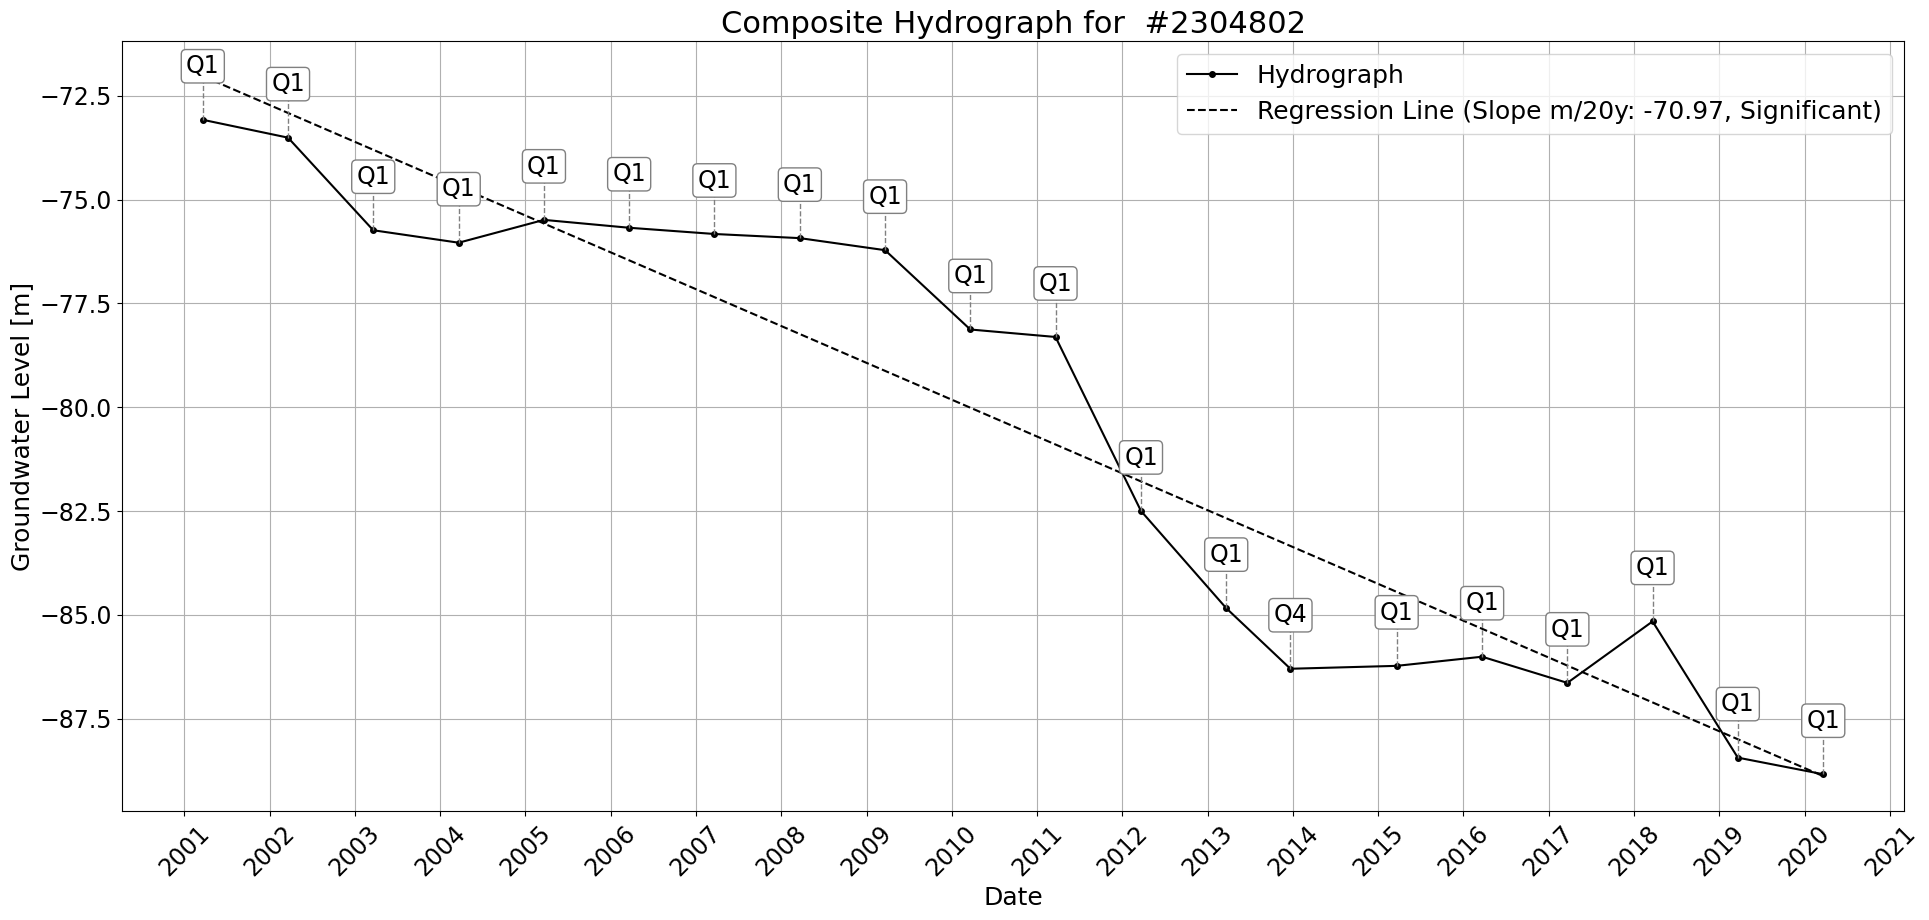 Composite Hydrograph for  #2304802
Hydrograph
Regression Line (Slope m/20y: -70.97, Significant)
Groundwater Level [m]
−72.5
−75.0
−77.5
−80.0
−82.5
−85.0
−87.5
Q1
Q1
Q1
Q1
Q1
Q1
Q1
Q1
Q1
Q1
Q1
Q1
Q1
Q4
Q1
Q1
Q1
Q1
Q1
Q1
2001
2002
2003
2004
2005
2006
2007
2008
2009
2010
2011
2012
2013
2014
2015
2016
2017
2018
2019
2020
2021
Date